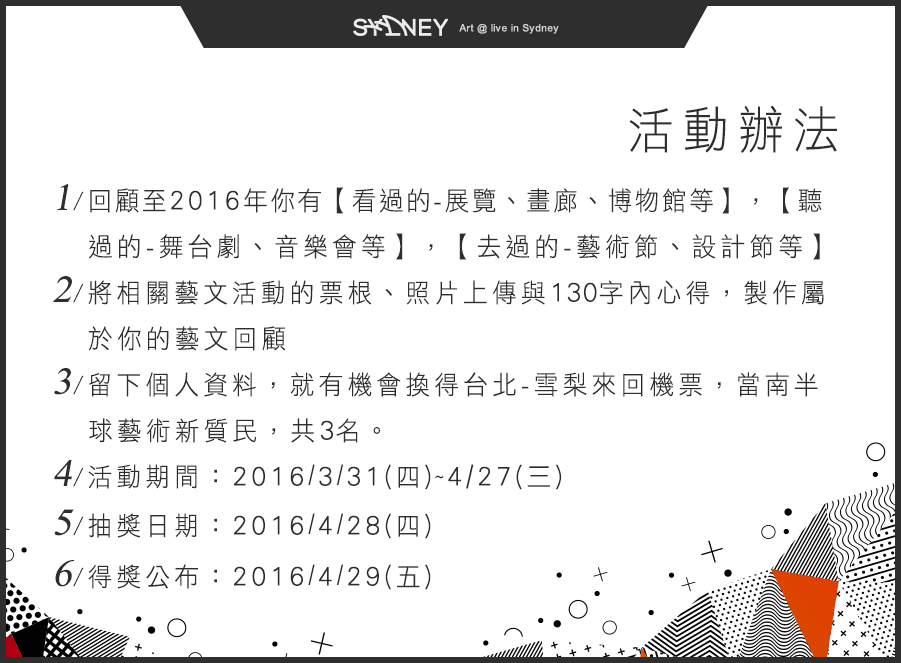 SYDNEY Art @ live in Sydney
活動辦法
1/回顧至2016年你有【看過的-展覽、畫廊、博物館等】，【聽
過的-舞台劇、音樂會等】，【去過的-藝術節、設計節等】
2/將相關藝文活動的票根、照片上傳與130字內心得，製作屬
於你的藝文回顧
3/留下個人資料，就有機會換得台北-雪梨來回機票，當南半
球藝術新質民，共3名。
4/活動期間：2016/3/31(四)~4/27(三)
5/抽獎日期：2016/4/28(四)
6/得獎公布：2016/4/29(五)